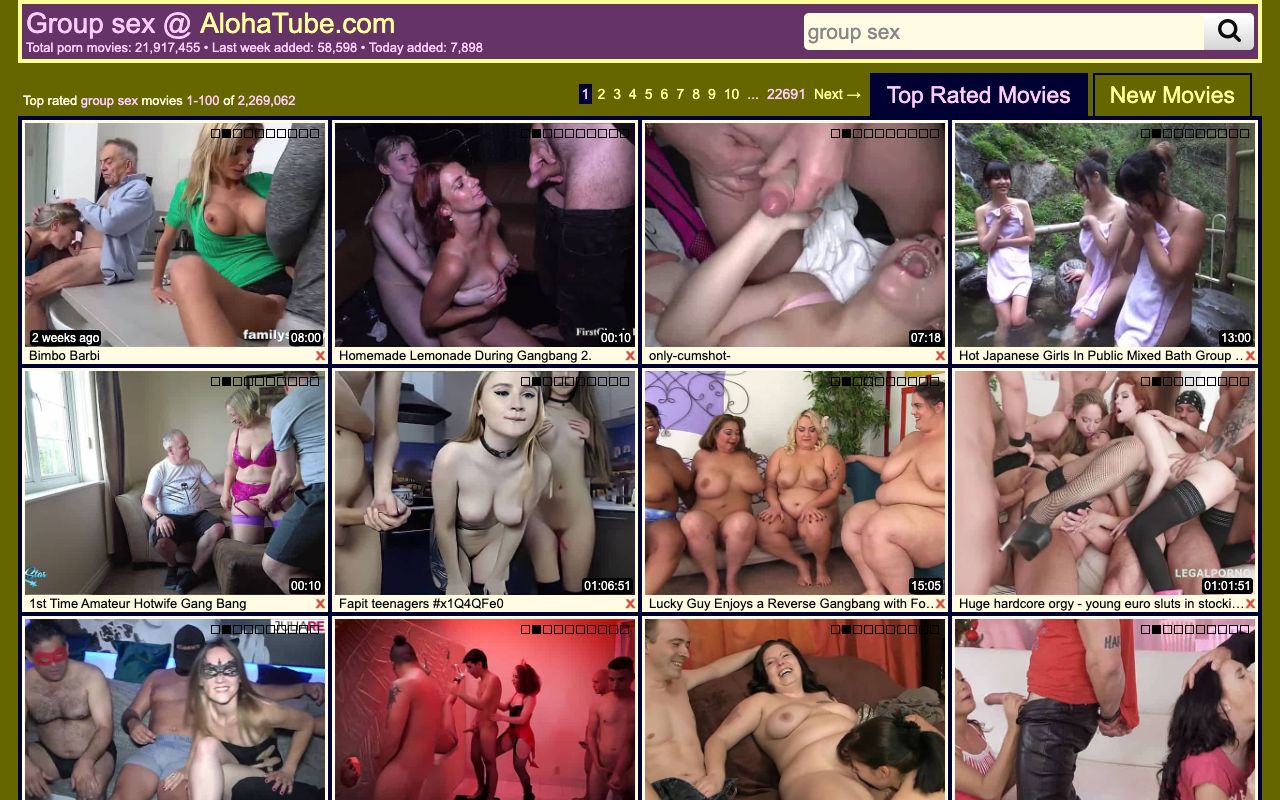 Group sex @ AlohaTube.com
Total porn movies: 21,917,455 • Last week added: 58,598 • Today added: 7,898
group sex
Top rated group sex movies 1-100 of 2,269,062
1 2 3 4 5 6 7 8 9 10 ... 22691 Next →
Top Rated Movies
New Movies
2 weeks ago
familys
08:00
00:10
07:18
13:00
Bimbo Barbi X
Homemade Lemonade During Gangbang 2. X
only-cumshot- X
Hot Japanese Girls In Public Mixed Bath Group .. X
00:10
01:06:51
15:05
LEGALPORNO
01:01:51
1st Time Amateur Hotwife Gang Bang X
Fapit teenagers #x1Q4QFe0 X
Lucky Guy Enjoys a Reverse Gangbang with Fo.. X
Huge hardcore orgy - young euro sluts in stocki... X